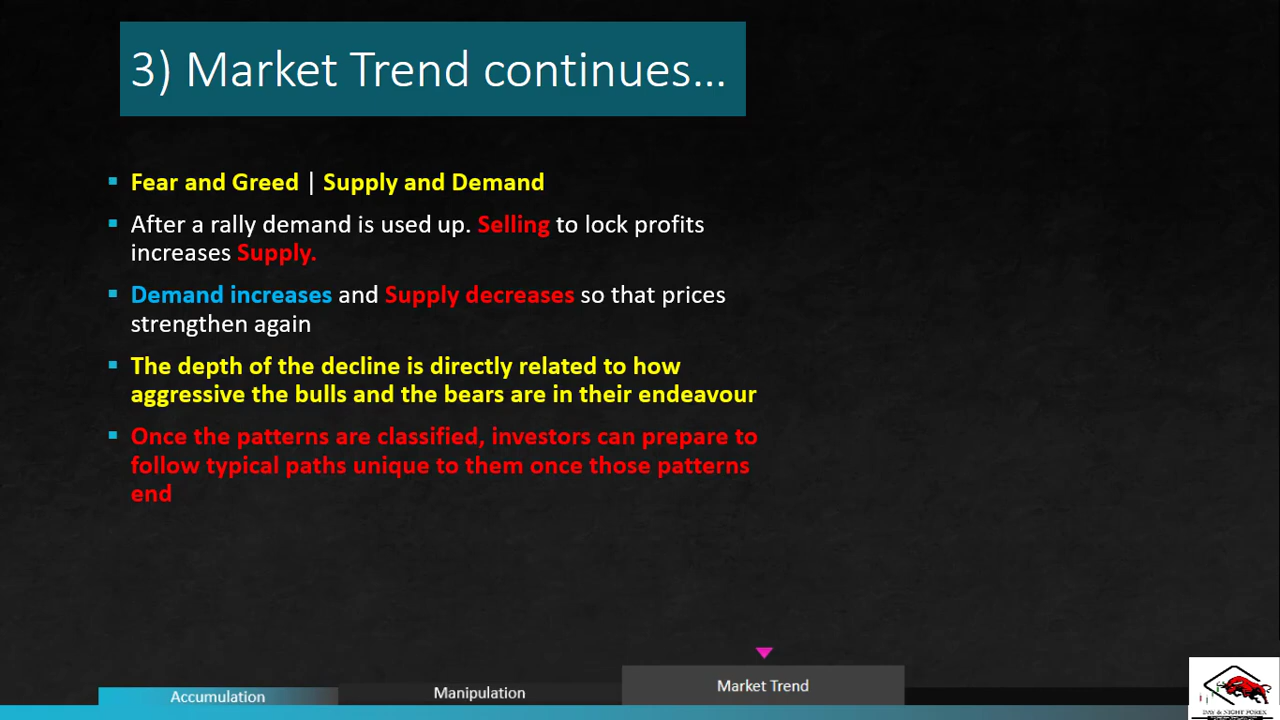 3) Market Trend continues...
Fear and Greed | Supply and Demand
After a rally demand is used up. Selling to lock profits
increases Supply.
Demand increases and Supply decreases so that prices
strengthen again
The depth of the decline is directly related to how
aggressive the bulls and the bears are in their endeavour
Once the patterns are classified, investors can prepare to
follow typical paths unique to them once those patterns
end
Accumulation
Manipulation
Market Trend
DAY & NIGHT FOREX